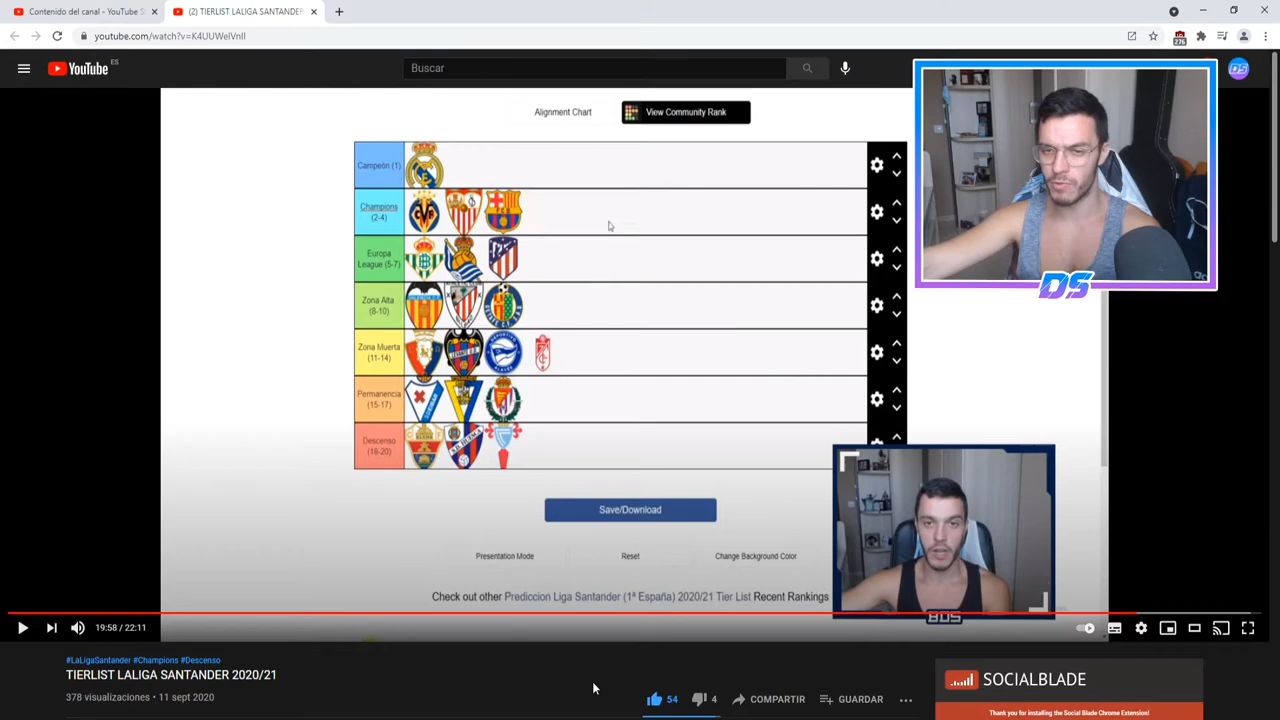 Contenido del canal - YouTube S
(2) TIERLIST LALIGA SANTANDER
youtube.com/watch?v=K4UUWelVnlI
276
YouTube ES
Buscar
DS
Alignment Chart
View Community Rank
Campeón (1)
Champions
(2-4)
Europa
League (5-7)
Zona Alta
(8-10)
Zona Muerta
(11-14)
Permanencia
(15-17)
Descenso
(18-20)
DS
Save/Download
Presentation Mode
Reset
Change Background Color
Check out other Prediccion Liga Santander (1ª España) 2020/21 Tier List Recent Rankings
19:58 / 22:11
#LaLigaSantander #Champions #Descenso
TIERLIST LALIGA SANTANDER 2020/21
378 visualizaciones • 11 sept 2020
54
4
COMPARTIR
GUARDAR
SOCIALBLADE
Thank you for installing the Social Blade Chrome Extension!